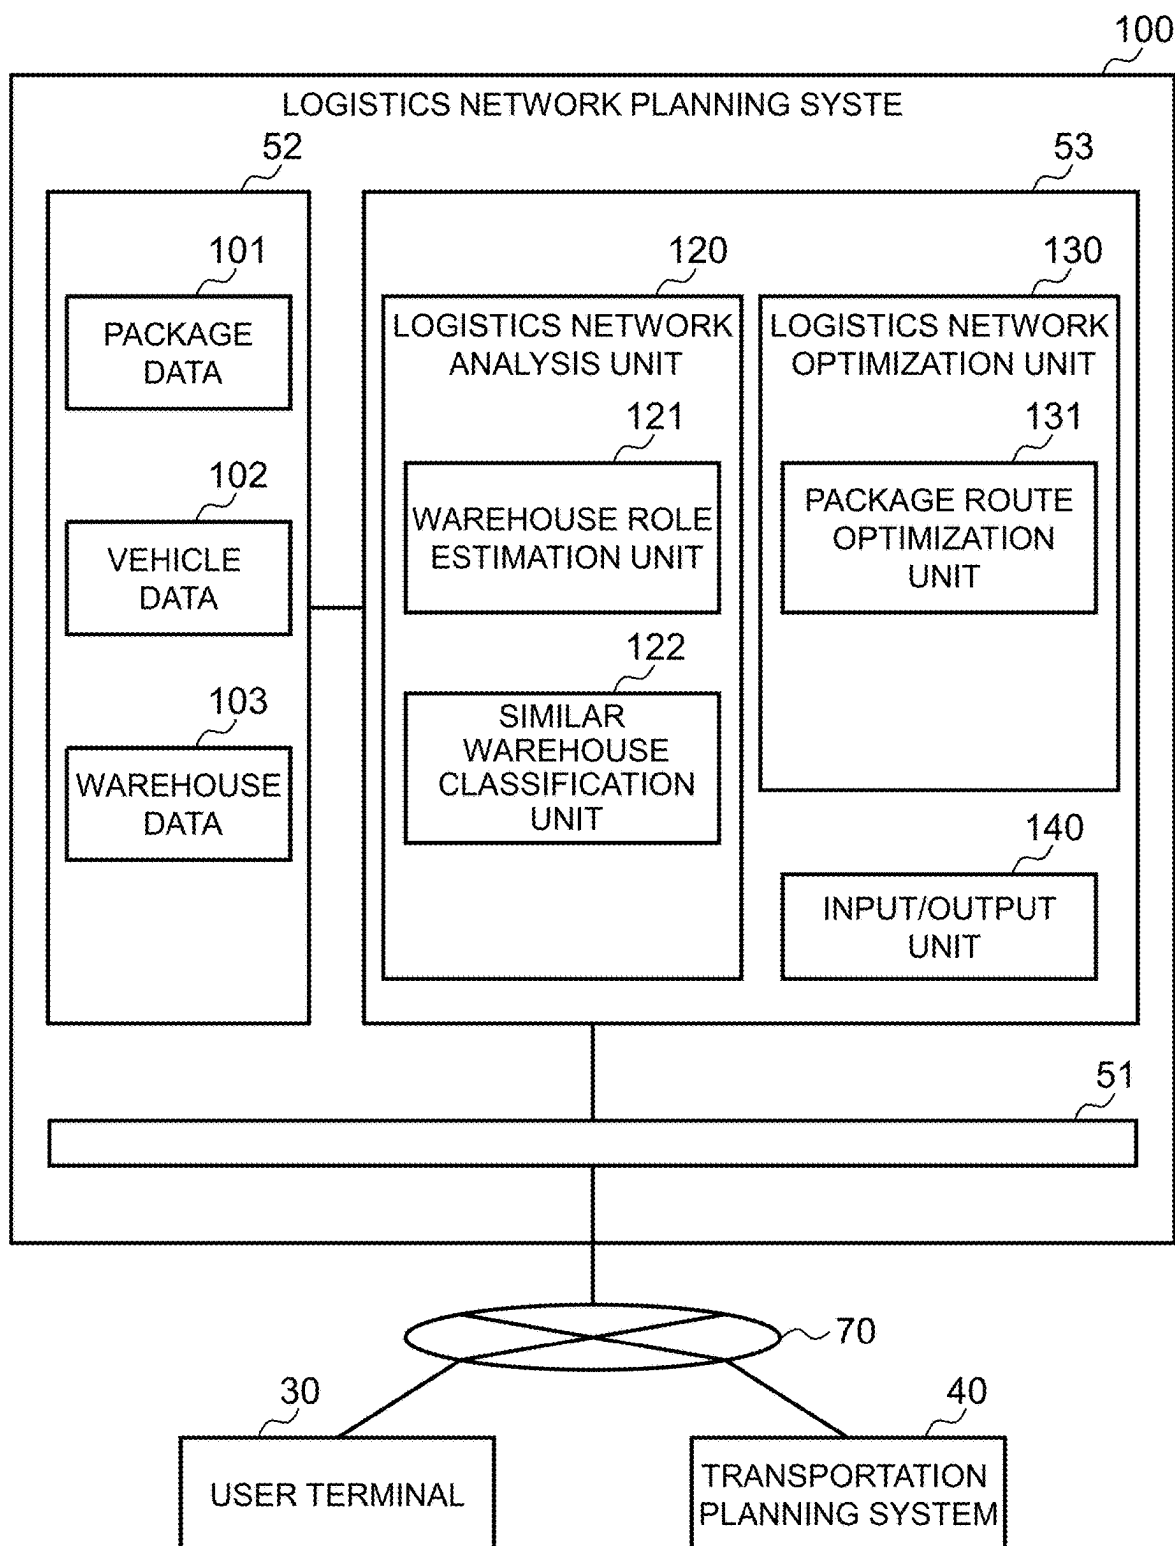 100
LOGISTICS NETWORK PLANNING SYSTE
52
53
101
PACKAGE
DATA
102
VEHICLE
DATA
103
WAREHOUSE
DATA
120
LOGISTICS NETWORK
ANALYSIS UNIT
121
WAREHOUSE ROLE
ESTIMATION UNIT
122
SIMILAR
WAREHOUSE
CLASSIFICATION
UNIT
130
LOGISTICS NETWORK
OPTIMIZATION UNIT
131
PACKAGE ROUTE
OPTIMIZATION
UNIT
140
INPUT/OUTPUT
UNIT
51
70
30
USER TERMINAL
40
TRANSPORTATION
PLANNING SYSTEM